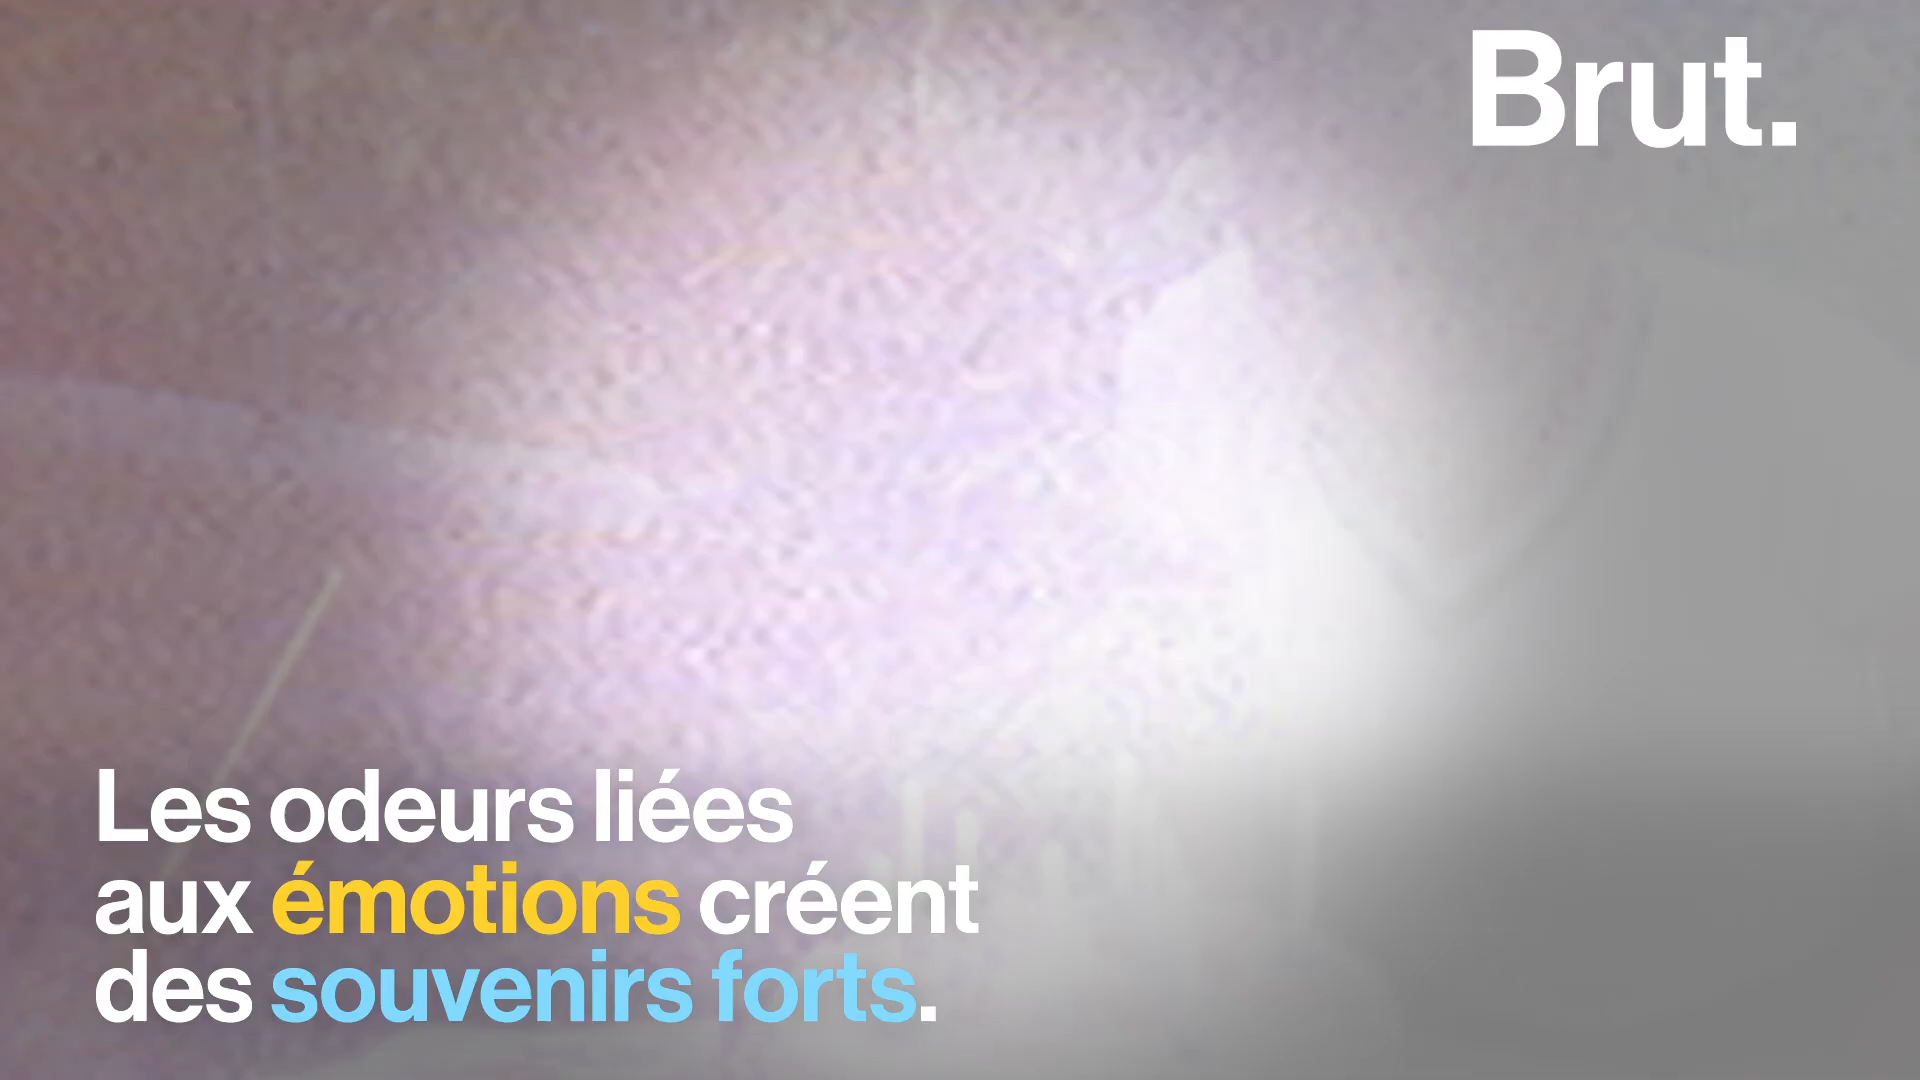 Brut.
Les odeurs liées
aux émotions créent
des souvenirs forts.